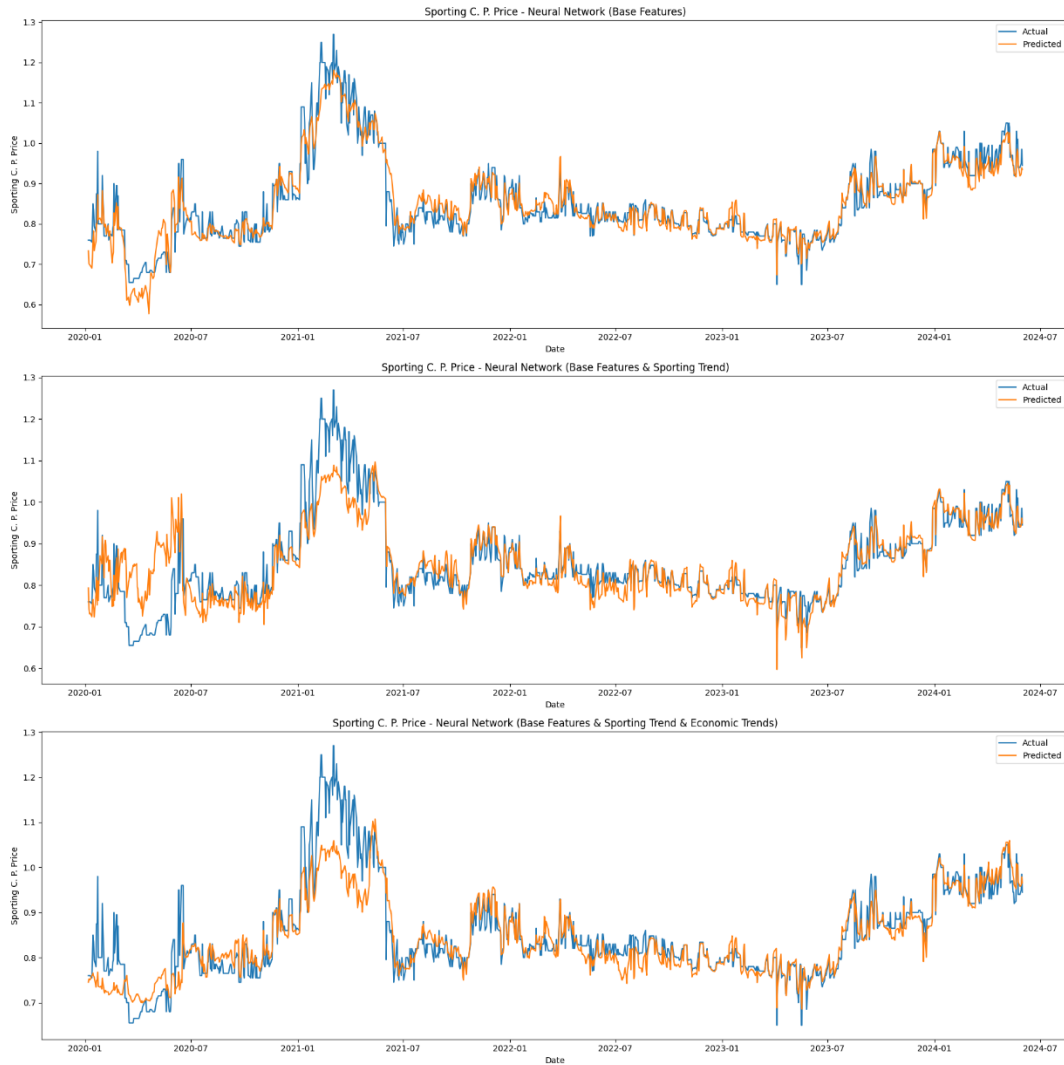 Sporting C. P. Price - Neural Network (Base Features)
Actual
Predicted
1.3
1.2
1.1
1.0
0.9
0.8
0.7
0.6
Sporting C. P. Price
2020-01 2020-07 2021-01 2021-07 2022-01 2022-07 2023-01 2023-07 2024-01 2024-07
Date
Sporting C. P. Price - Neural Network (Base Features & Sporting Trend)
Actual
Predicted
1.3
1.2
1.1
1.0
0.9
0.8
0.7
0.6
Sporting C. P. Price
2020-01 2020-07 2021-01 2021-07 2022-01 2022-07 2023-01 2023-07 2024-01 2024-07
Date
Sporting C. P. Price - Neural Network (Base Features & Sporting Trend & Economic Trends)
Actual
Predicted
1.3
1.2
1.1
1.0
0.9
0.8
0.7
Sporting C. P. Price
2020-01 2020-07 2021-01 2021-07 2022-01 2022-07 2023-01 2023-07 2024-01 2024-07
Date